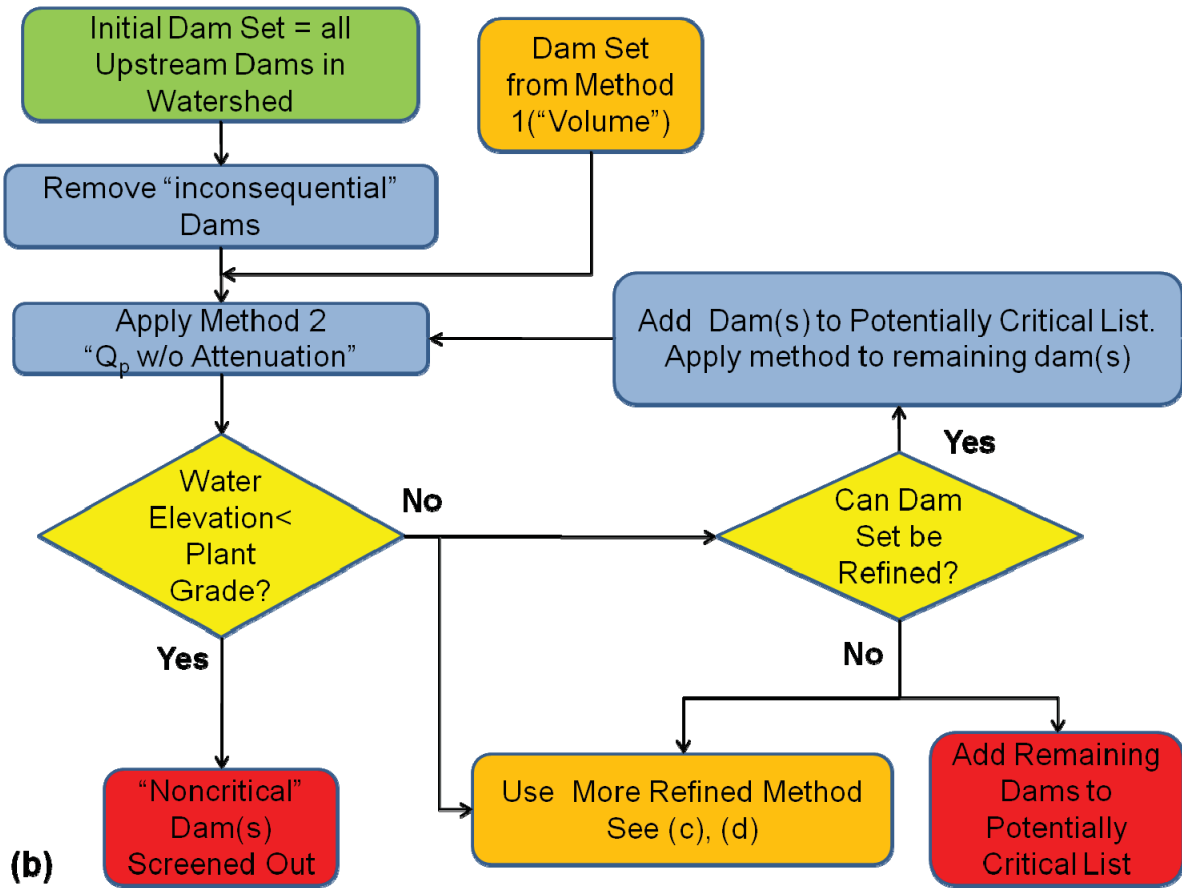 Initial Dam Set = all
Upstream Dams in
Watershed
Dam Set
from Method
1(“Volume”)
Remove “inconsequential”
Dams
Apply Method 2
“Qp w/o Attenuation”
Add Dam(s) to Potentially Critical List.
Apply method to remaining dam(s)
Yes
Water
Elevation<
Plant
Grade?
No
Can Dam
Set be
Refined?
Yes
No
“Noncritical”
Dam(s)
Screened Out
Use More Refined Method
See (c), (d)
Add Remaining
Dams to
Potentially
Critical List
(b)